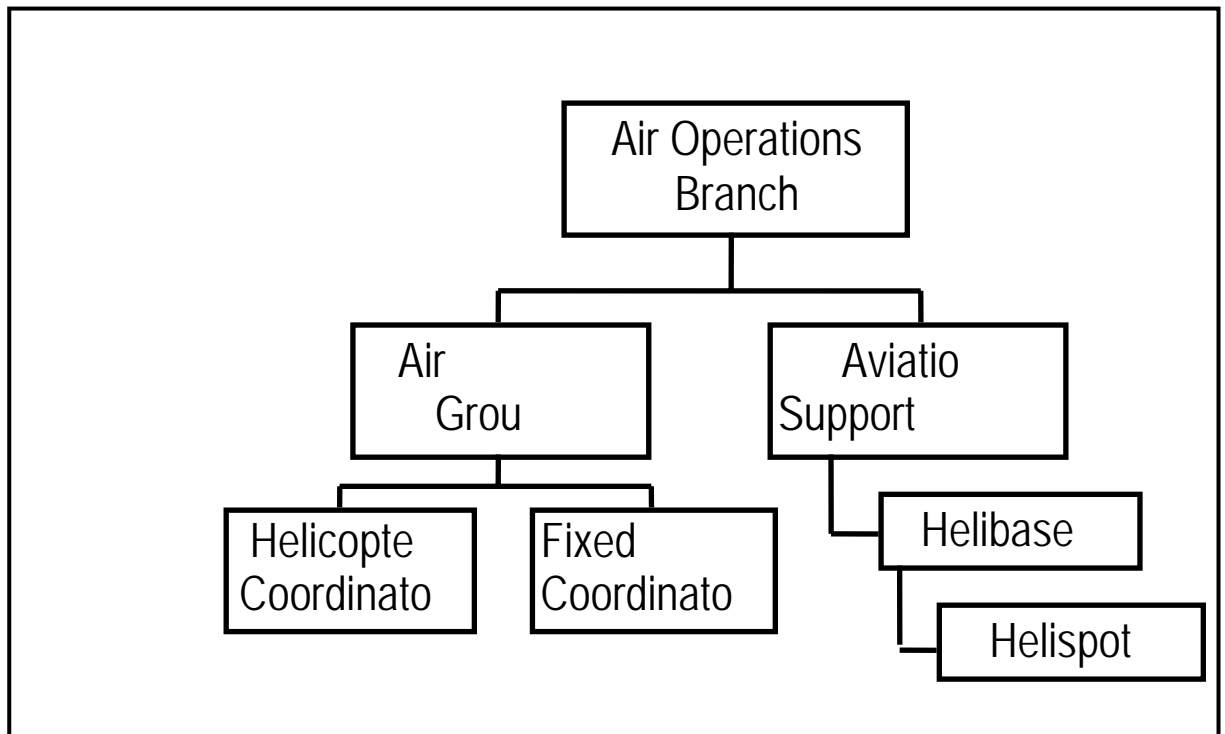 Air Operations
Branch
Air
Grou
Aviatio
Support
Helicopte
Coordinato
Fixed
Coordinato
Helibase
Helispot